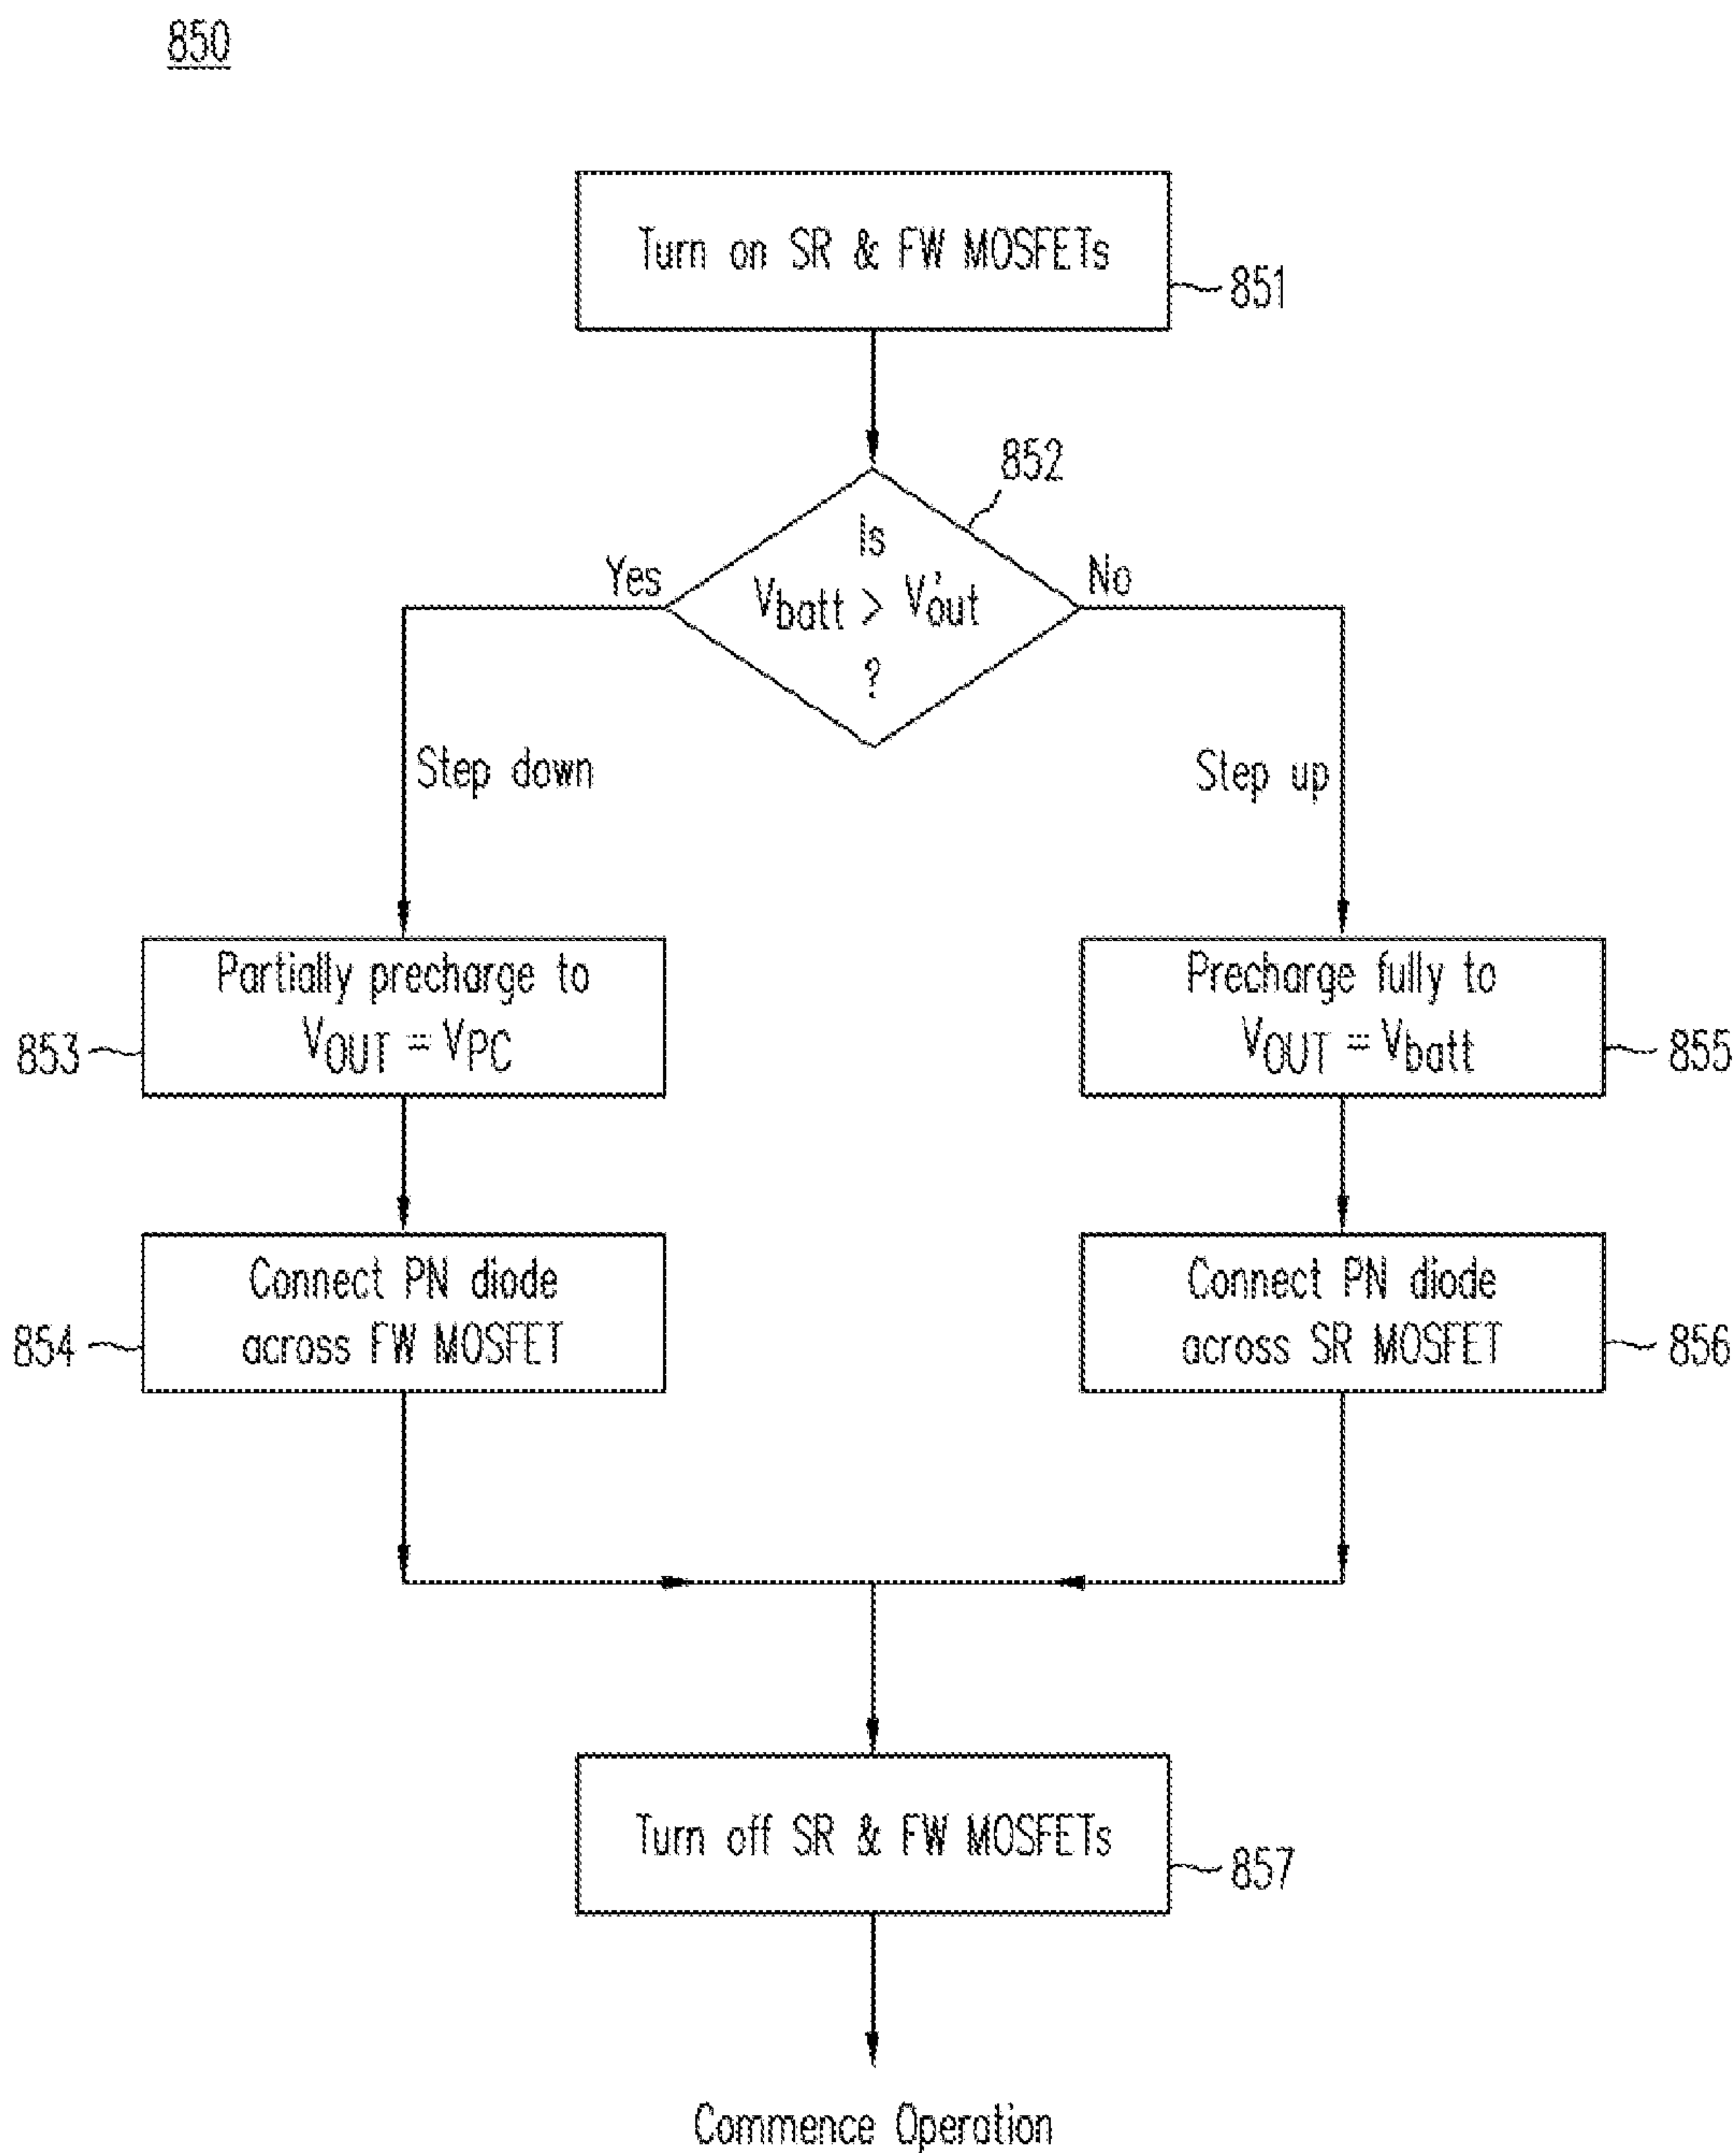 850
Turn on SR & FW MOSFETs
851
852
Is
Vbatt > V'out
?
Yes
No
Step down
Step up
Partially precharge to
VOUT = VPC
853
Precharge fully to
VOUT = Vbatt
855
Connect PN diode
across FW MOSFET
854
Connect PN diode
across SR MOSFET
856
Turn off SR & FW MOSFETs
857
Commence Operation